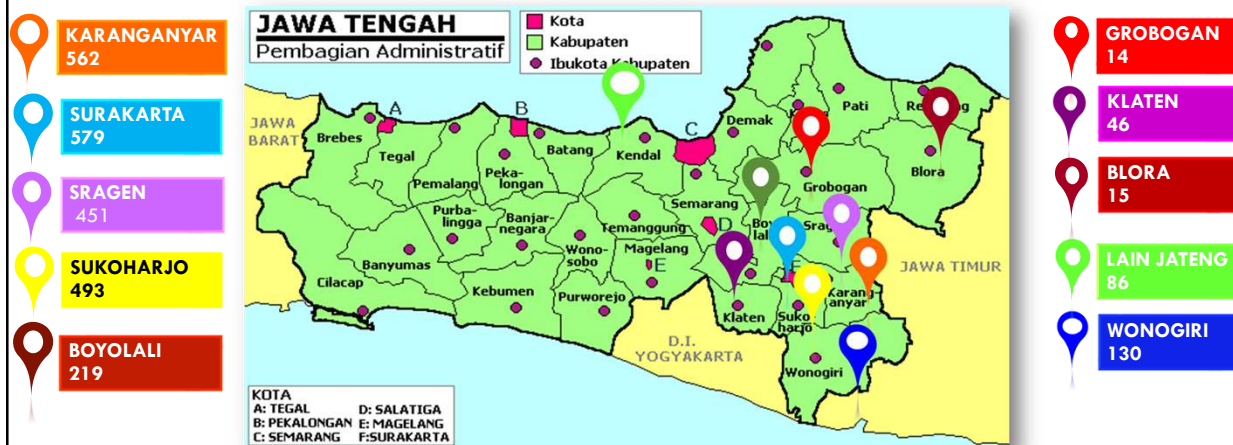 KARANGANYAR
562
SURAKARTA
579
SRAGEN
451
SUKOHARJO
493
BOYOLALI
219
JAWA TENGAH
Pembagian Administratif
Kota
Kabupaten
Ibukota Kabupaten
JAWA
BARAT
A
B
C
Brebes
Tegal
Pemalang
Peka-
longan
Batang
Kendal
Demak
Pati
Blora
Grobogan
Semarang
Purba-
lingga
Banjar-
negara
Temanggung
D
Banyumas
Wono-
sobo
Magelang
E
JAWA TIMUR
Cilacap
Kebumen
Purworejo
Klaten
Suko
harjo
Karang
anyar
D.I.
YOGYAKARTA
Wonogiri
KOTA
A: TEGAL D: SALATIGA
B: PEKALONGAN E: MAGELANG
C: SEMARANG F:SURAKARTA
GROBOGAN
14
KLATEN
46
BLORA
15
LAIN JATENG
86
WONOGIRI
130